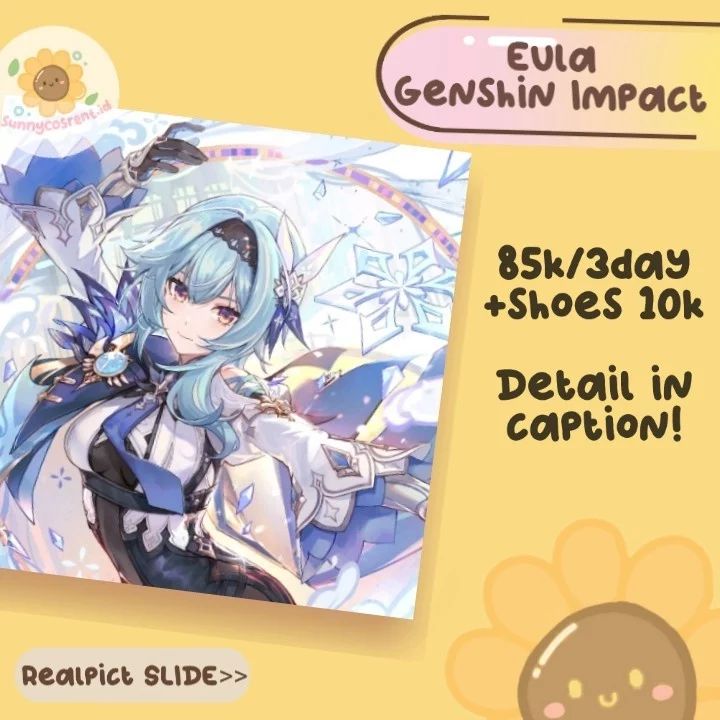 Eula
Genshin Impact
sunnycosrent.id
85k/3day
+Shoes 10k
Detail in
caption!
Realpict SLIDE>>